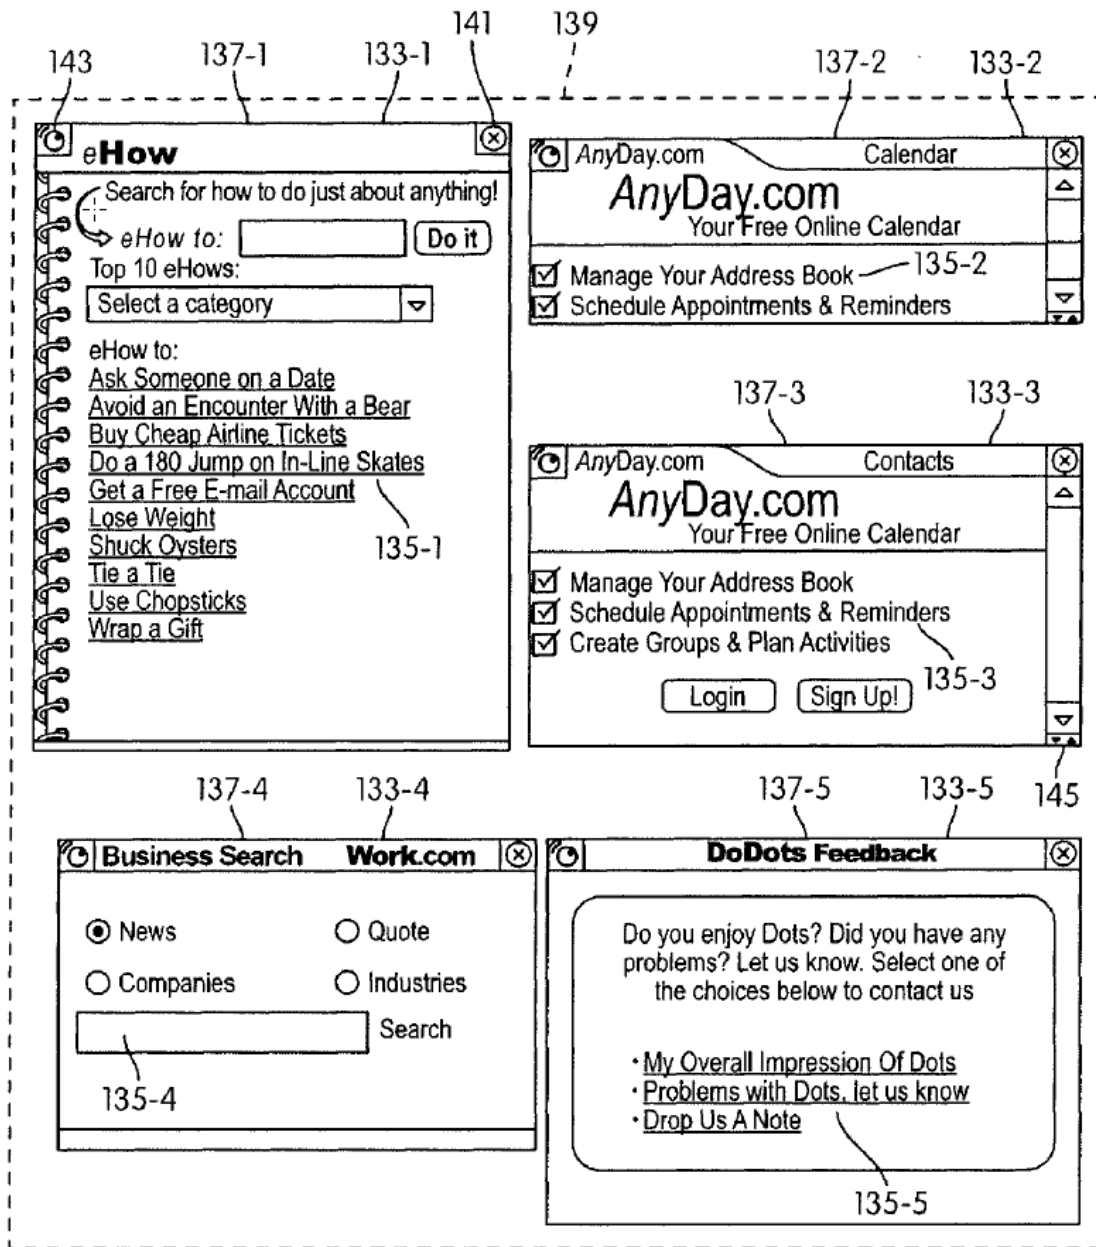 143
137-1
133-1
141
139
137-2
133-2
eHow
Search for how to do just about anything!
eHow to:
Do it
Top 10 eHows:
Select a category
eHow to:
Ask Someone on a Date
Avoid an Encounter With a Bear
Buy Cheap Airline Tickets
Do a 180 Jump on In-Line Skates
Get a Free E-mail Account
Lose Weight
Shuck Oysters
Tie a Tie
Use Chopsticks
Wrap a Gift
135-1
AnyDay.com Calendar
AnyDay.com
Your Free Online Calendar
Manage Your Address Book
135-2
Schedule Appointments & Reminders
137-3
133-3
AnyDay.com Contacts
AnyDay.com
Your Free Online Calendar
Manage Your Address Book
Schedule Appointments & Reminders
Create Groups & Plan Activities
135-3
Login Sign Up!
145
137-4
133-4
Business Search Work.com
News Quote
Companies Industries
Search
135-4
137-5
133-5
DoDots Feedback
Do you enjoy Dots? Did you have any
problems? Let us know. Select one of
the choices below to contact us
· My Overall Impression Of Dots
· Problems with Dots, let us know
· Drop Us A Note
135-5